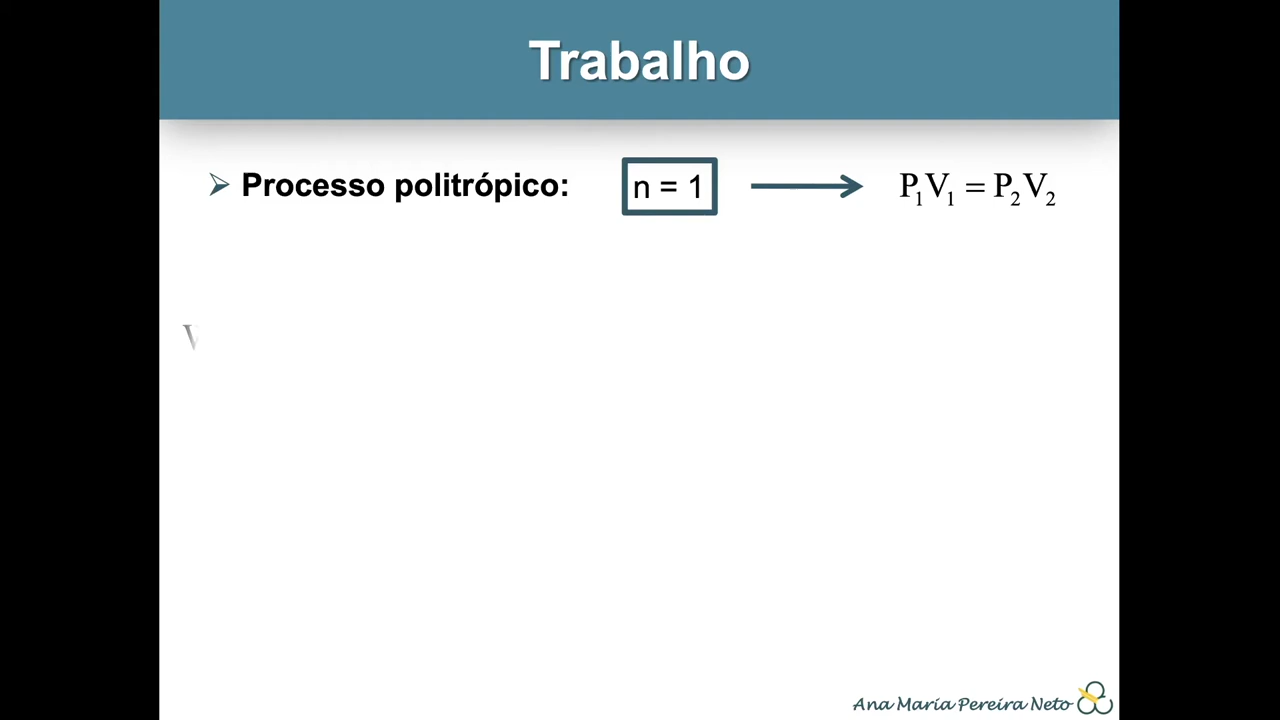 Trabalho
Processo politrópico: n = 1 P₁V₁ = P₂V₂
Ana Maria Pereira Neto